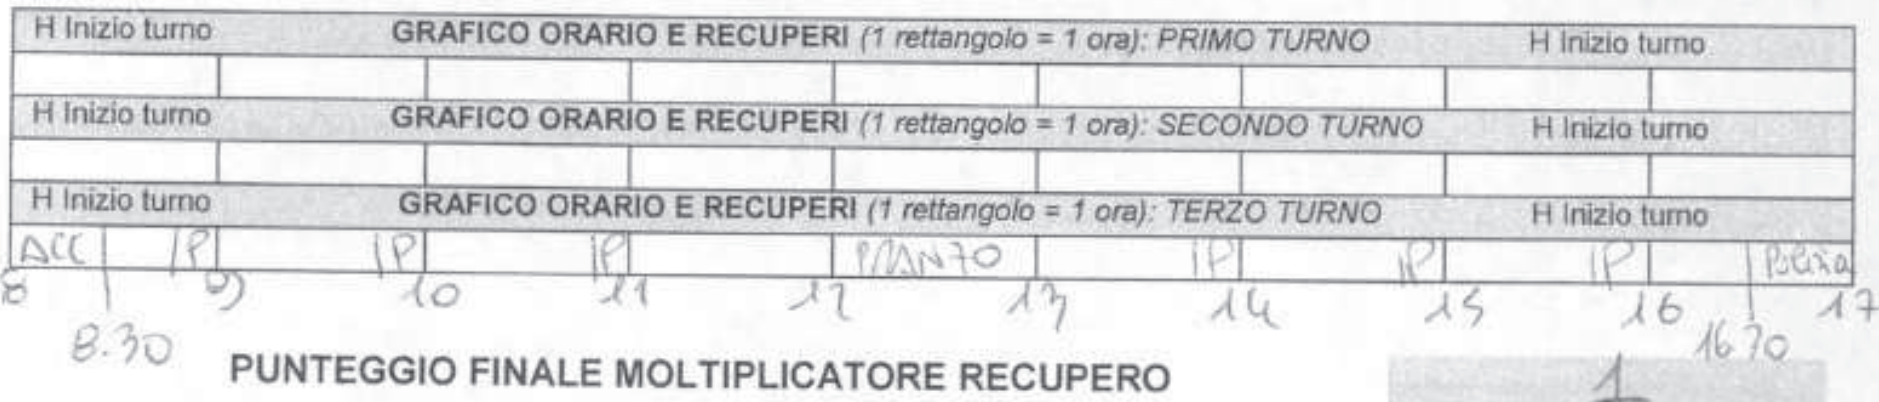 H Inizio turno GRAFICO ORARIO E RECUPERI (1 rettangolo = 1 ora): PRIMO TURNO H Inizio turno
H Inizio turno GRAFICO ORARIO E RECUPERI (1 rettangolo = 1 ora): SECONDO TURNO H Inizio turno
H Inizio turno GRAFICO ORARIO E RECUPERI (1 rettangolo = 1 ora): TERZO TURNO H Inizio turno
ACC IP IP IP PRANZO IP IP IP Pulizia
8 9 10 11 12 13 14 15 16 17
8.30 16 30
PUNTEGGIO FINALE MOLTIPLICATORE RECUPERO 1